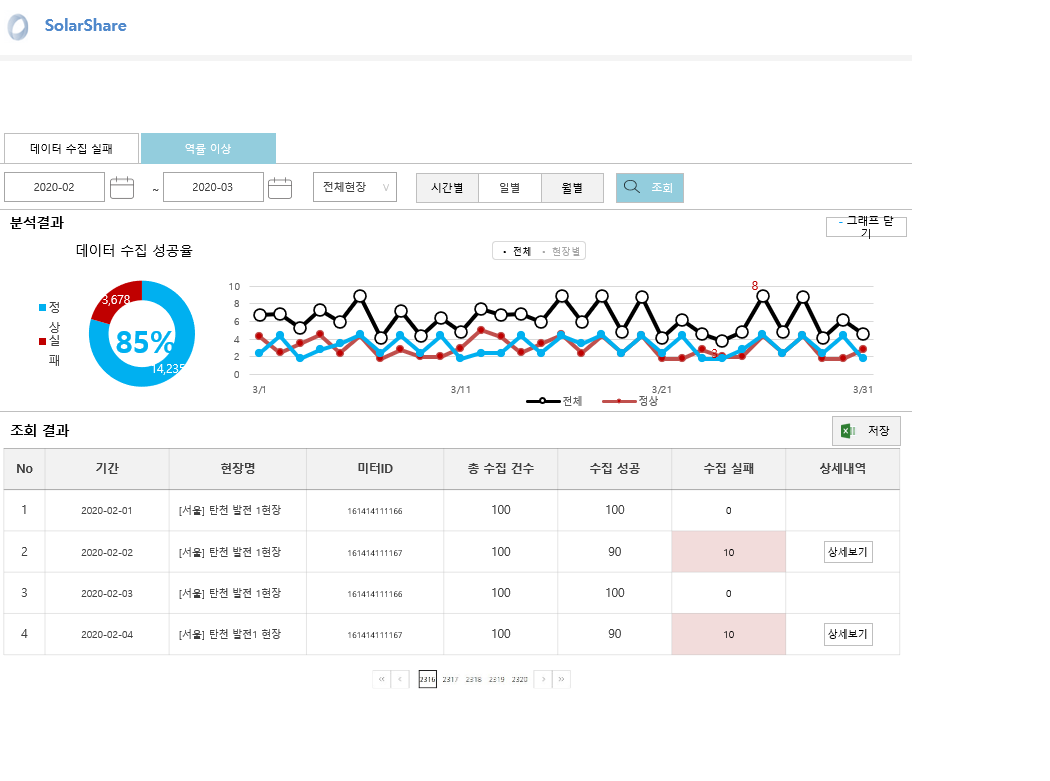 SolarShare
데이터 수집 실패
역률 이상
2020-02
~
2020-03
전체현장
시간별
일별
월별
조회
분석결과
- 그래프 닫
기
데이터 수집 성공율
• 전체 • 현장별
정
상
실
패
3,678
85%
14,235
10
8
6
4
2
0
8
3/1
3/11
3/21
3/31
전체
정상
조회 결과
저장
No 기간 현장명 미터ID 총 수집 건수 수집 성공 수집 실패 상세내역
1 2020-02-01 [서울] 탄천 발전 1현장 161414111166 100 100 0
2 2020-02-02 [서울] 탄천 발전 1현장 161414111167 100 90 10 상세보기
3 2020-02-03 [서울] 탄천 발전 1현장 161414111166 100 100 0
4 2020-02-04 [서울] 탄천 발전1 현장 161414111167 100 90 10 상세보기
« ‹ 2316 2317 2318 2319 2320 › »